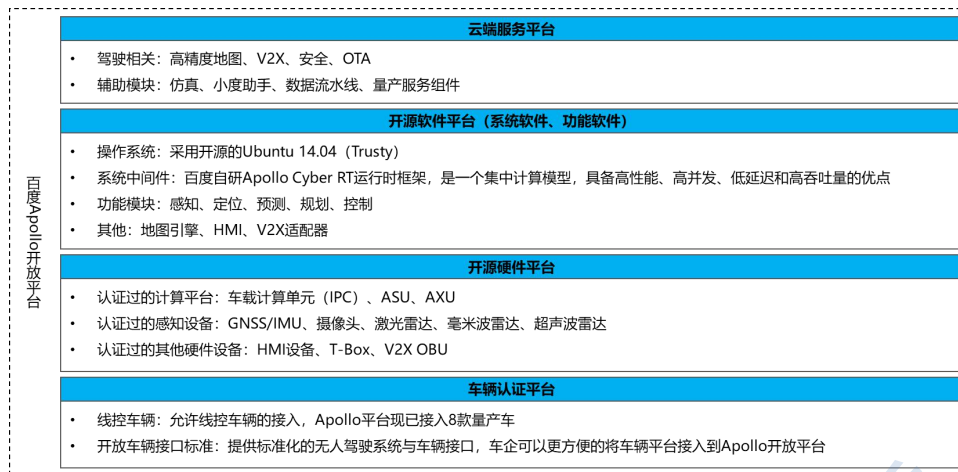 百度Apollo开放平台
云端服务平台
• 驾驶相关：高精度地图、V2X、安全、OTA
• 辅助模块：仿真、小度助手、数据流水线、量产服务组件
开源软件平台（系统软件、功能软件）
• 操作系统：采用开源的Ubuntu 14.04（Trusty）
• 系统中间件：百度自研Apollo Cyber RT运行时框架，是一个集中计算模型，具备高性能、高并发、低延迟和高吞吐量的优点
• 功能模块：感知、定位、预测、规划、控制
• 其他：地图引擎、HMI、V2X适配器
开源硬件平台
• 认证过的计算平台：车载计算单元（IPC）、ASU、AXU
• 认证过的感知设备：GNSS/IMU、摄像头、激光雷达、毫米波雷达、超声波雷达
• 认证过的其他硬件设备：HMI设备、T-Box、V2X OBU
车辆认证平台
• 线控车辆：允许线控车辆的接入，Apollo平台现已接入8款量产车
• 开放车辆接口标准：提供标准化的无人驾驶系统与车辆接口，车企可以更方便的将车辆平台接入到Apollo开放平台